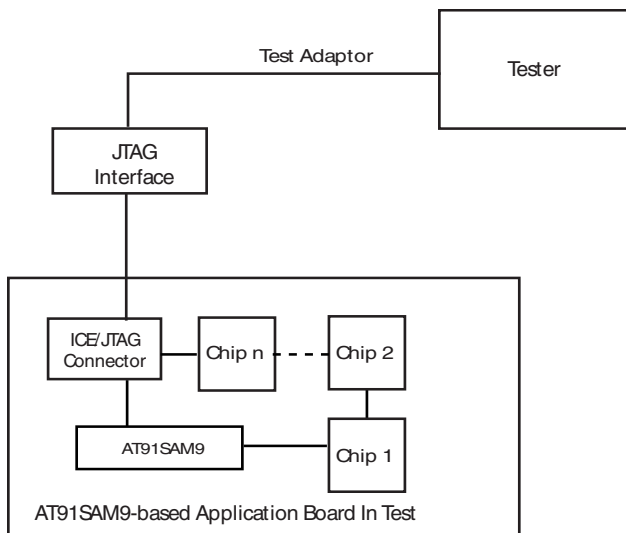 Test Adaptor
Tester
JTAG
Interface
ICE/JTAG
Connector
Chip n
Chip 2
AT91SAM9
Chip 1
AT91SAM9-based Application Board In Test